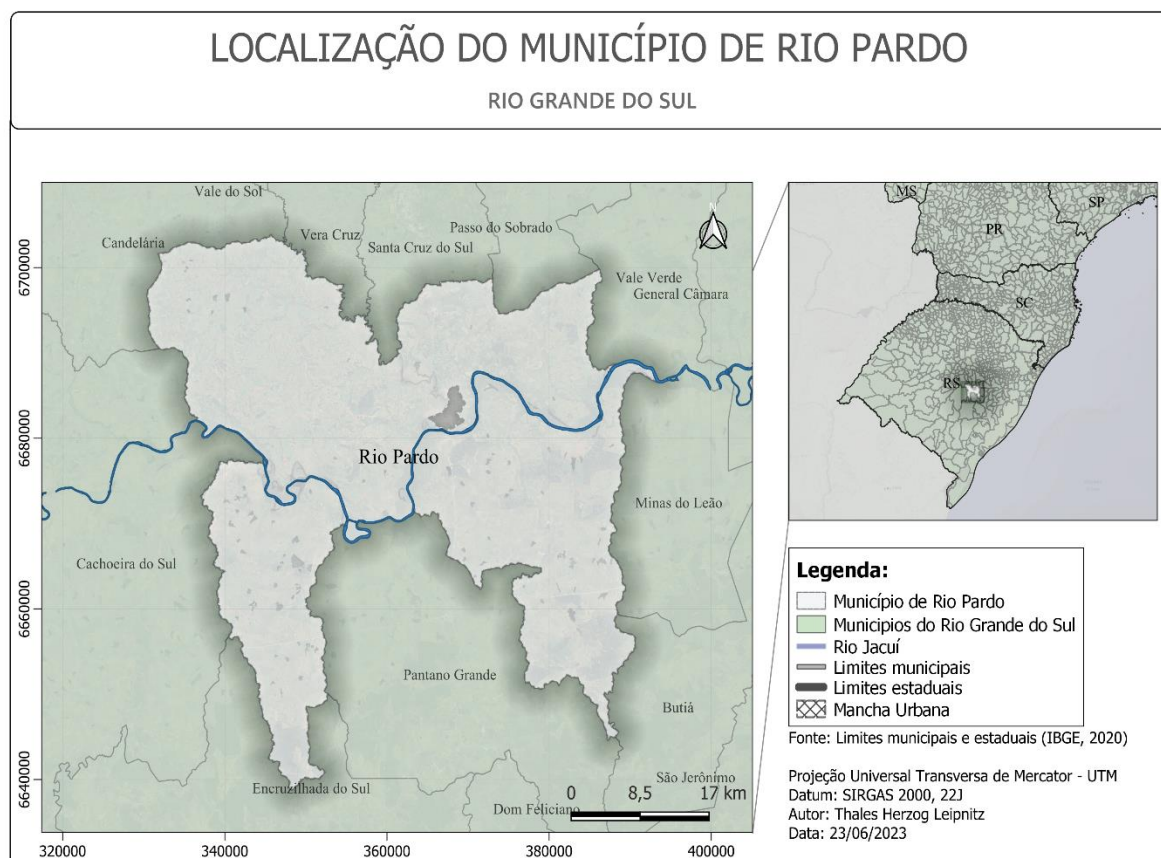 LOCALIZAÇÃO DO MUNICÍPIO DE RIO PARDO
RIO GRANDE DO SUL
Vale do Sol
Candelária
Vera Cruz
Santa Cruz do Sul
Passo do Sobrado
N
Vale Verde
General Câmara
Rio Pardo
Minas do Leão
Cachoeira do Sul
Pantano Grande
Butiá
Encruzilhada do Sul
São Jerônimo
Dom Feliciano
0 8,5 17 km
6700000
6680000
6660000
6640000
320000 340000 360000 380000 400000
MS
SP
PR
SC
RS
Legenda:
Município de Rio Pardo
Municipios do Rio Grande do Sul
Rio Jacuí
Limites municipais
Limites estaduais
Mancha Urbana
Fonte: Limites municipais e estaduais (IBGE, 2020)
Projeção Universal Transversa de Mercator - UTM
Datum: SIRGAS 2000, 22J
Autor: Thales Herzog Leipnitz
Data: 23/06/2023